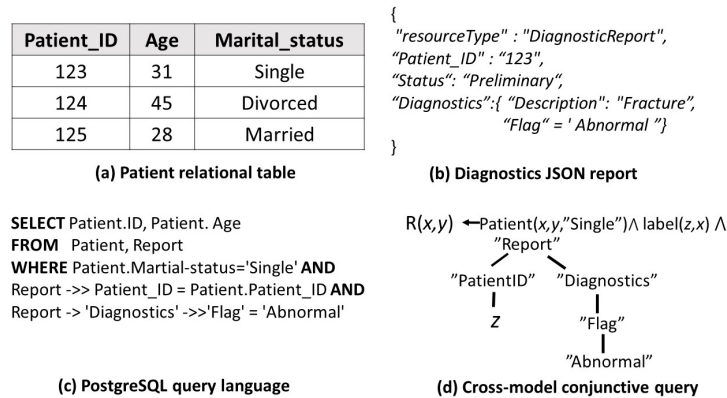 Patient_ID Age Marital_status
123 31 Single
124 45 Divorced
125 28 Married
(a) Patient relational table
{
"resourceType" : "DiagnosticReport",
“Patient_ID" : “123",
“Status“: “Preliminary“,
“Diagnostics”:{ “Description": "Fracture”,
“Flag“ = ' Abnormal ”}
}
(b) Diagnostics JSON report
SELECT Patient.ID, Patient. Age
FROM Patient, Report
WHERE Patient.Martial-status='Single' AND
Report ->> Patient_ID = Patient.Patient_ID AND
Report -> 'Diagnostics' ->>'Flag' = 'Abnormal'
(c) PostgreSQL query language
R(x,y) ←Patient(x,y,”Single”)∧ label(z,x) ∧
”Report”
”PatientID” ”Diagnostics”
z ”Flag”
”Abnormal”
(d) Cross-model conjunctive query